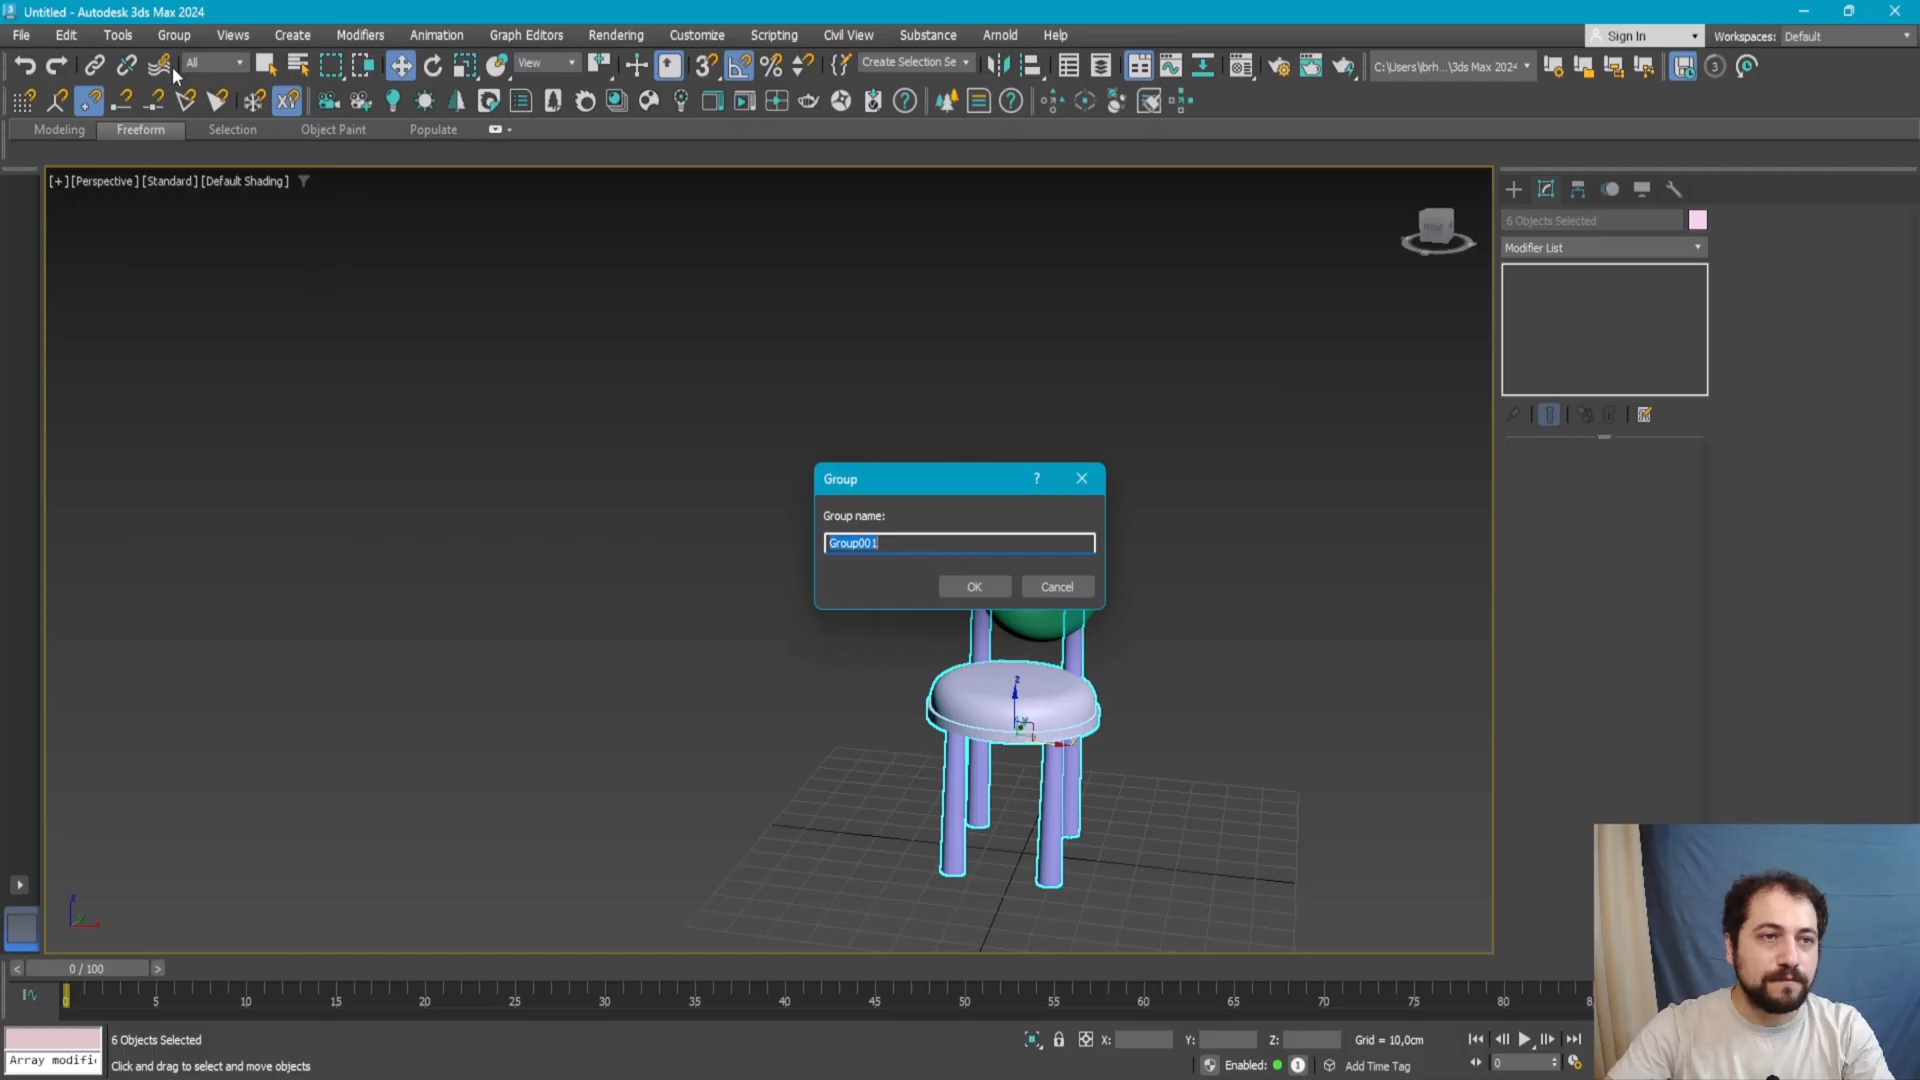 Untitled - Autodesk 3ds Max 2024
File Edit Tools Group Views Create Modifiers Animation Graph Editors Rendering Customize Scripting Civil View Substance Arnold Help
Sign In Workspaces: Default
All View Create Selection Se C:\Users\brh...\3ds Max 2024
Modeling Freeform Selection Object Paint Populate
[+] [Perspective] [Standard] [Default Shading]
6 Objects Selected
Modifier List
Group ?
Group name:
Group001
OK Cancel
0 / 100
0 5 10 15 20 25 30 35 40 45 50 55 60 65 70 75 80
6 Objects Selected
X: Y: Z: Grid = 10,0cm
Array modifi
Click and drag to select and move objects
Enabled: 1 Add Time Tag 0